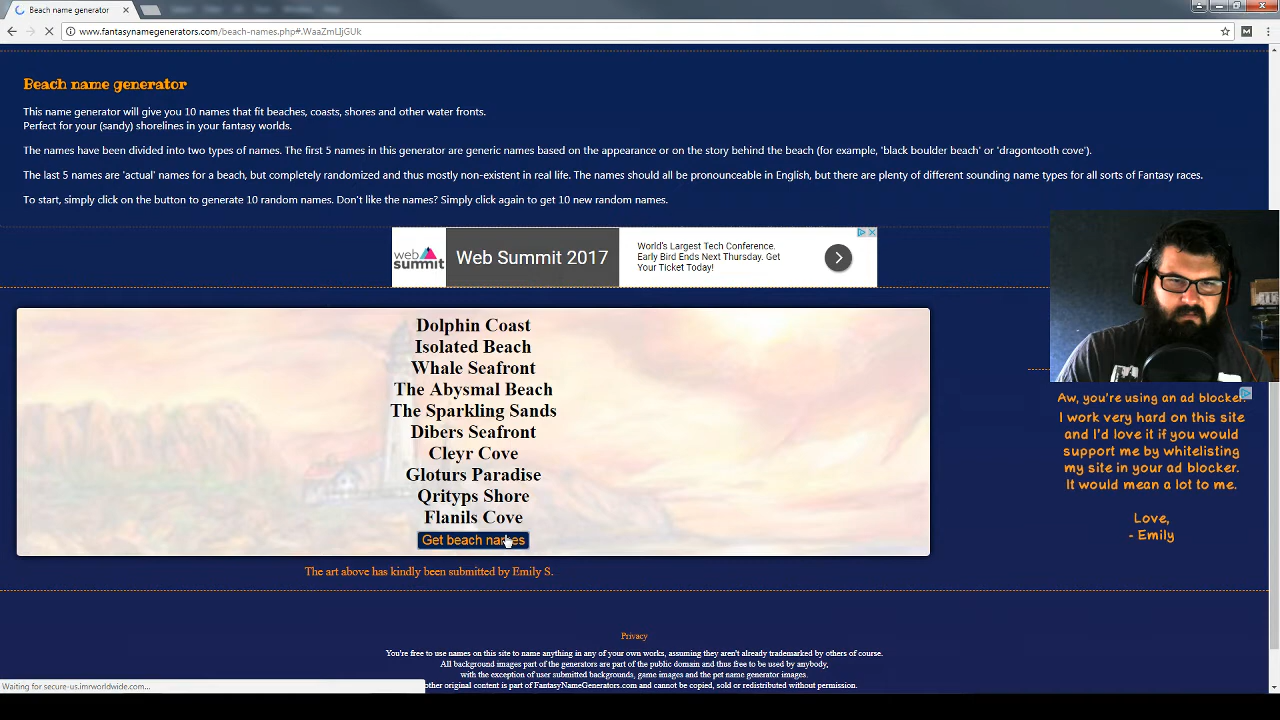 Beach name generator
www.fantasynamegenerators.com/beach-names.php#.WaaZmLJjGUk
Beach name generator
This name generator will give you 10 names that fit beaches, coasts, shores and other water fronts.
Perfect for your (sandy) shorelines in your fantasy worlds.
The names have been divided into two types of names. The first 5 names in this generator are generic names based on the appearance or on the story behind the beach (for example, 'black boulder beach' or 'dragontooth cove').
The last 5 names are 'actual' names for a beach, but completely randomized and thus mostly non-existent in real life. The names should all be pronounceable in English, but there are plenty of different sounding name types for all sorts of Fantasy races.
To start, simply click on the button to generate 10 random names. Don't like the names? Simply click again to get 10 new random names.
web summit
Web Summit 2017
World's Largest Tech Conference.
Early Bird Ends Next Thursday. Get
Your Ticket Today!
Dolphin Coast
Isolated Beach
Whale Seafront
The Abysmal Beach
The Sparkling Sands
Dibers Seafront
Cleyr Cove
Gloturs Paradise
Qrityps Shore
Flanils Cove
Get beach names
The art above has kindly been submitted by Emily S.
Aw, you're using an ad blocker.
I work very hard on this site
and I'd love it if you would
support me by whitelisting
my site in your ad blocker.
It would mean a lot to me.
Love,
- Emily
Privacy
You're free to use names on this site to name anything in any of your own works, assuming they aren't already trademarked by others of course.
All background images part of the generators are part of the public domain and thus free to be used by anybody,
with the exception of user submitted backgrounds, game images and the pet name generator images.
other original content is part of FantasyNameGenerators.com and cannot be copied, sold or redistributed without permission.
Waiting for secure-us.imrworldwide.com...